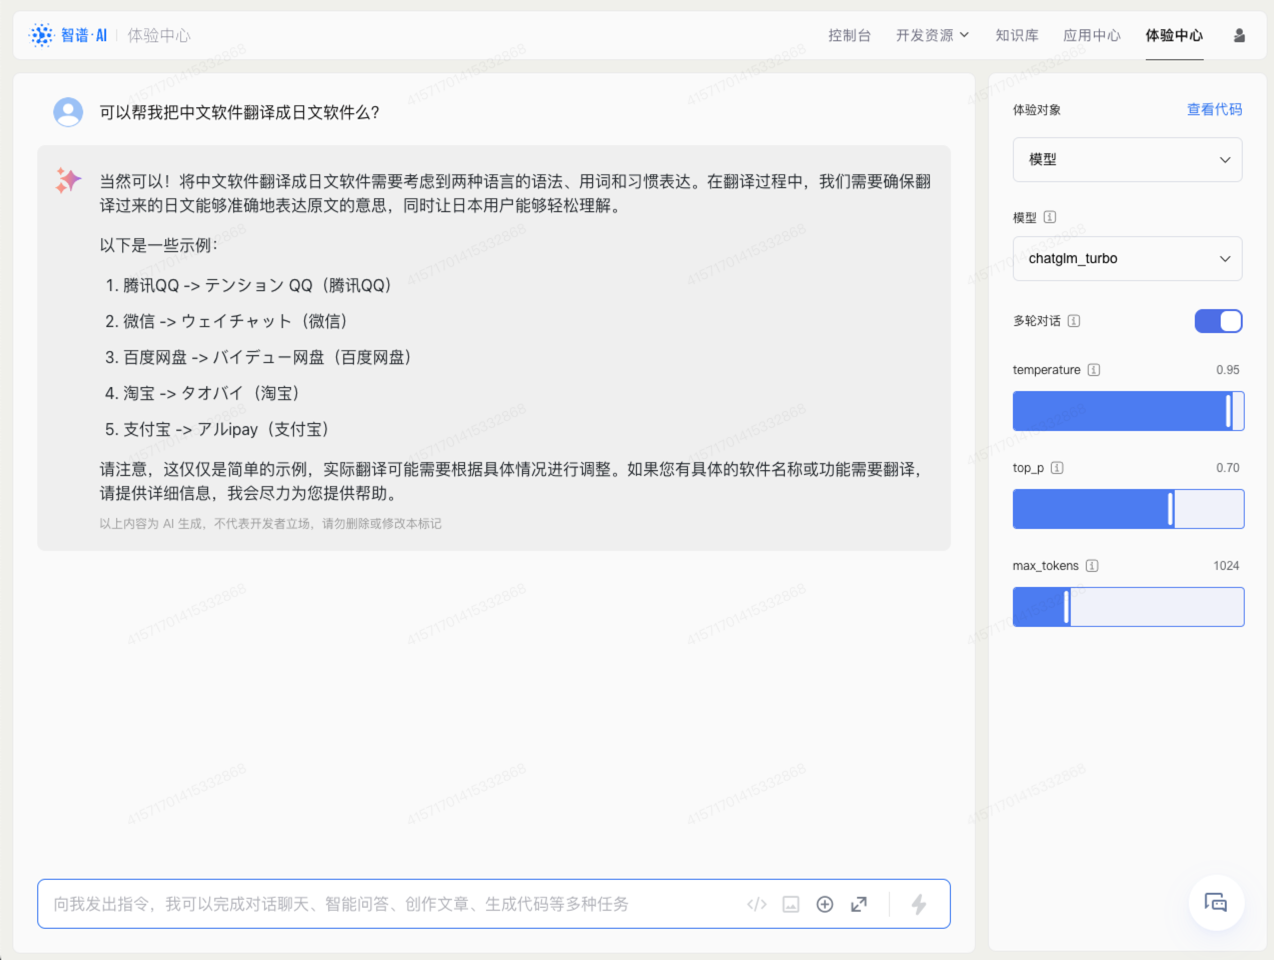 智谱·AI 体验中心 控制台 开发资源 知识库 应用中心 体验中心
可以帮我把中文软件翻译成日文软件么?
当然可以！将中文软件翻译成日文软件需要考虑到两种语言的语法、用词和习惯表达。在翻译过程中，我们需要确保翻
译过来的日文能够准确地表达原文的意思，同时让日本用户能够轻松理解。
以下是一些示例：
1. 腾讯QQ -> テンション QQ（腾讯QQ）
2. 微信 -> ウェイチャット（微信）
3. 百度网盘 -> バイデュー网盘（百度网盘）
4. 淘宝 -> タオバイ（淘宝）
5. 支付宝 -> アルipay（支付宝）
请注意，这仅仅是简单的示例，实际翻译可能需要根据具体情况进行调整。如果您有具体的软件名称或功能需要翻译，
请提供详细信息，我会尽力为您提供帮助。
以上内容为 AI 生成，不代表开发者立场，请勿删除或修改本标记
向我发出指令，我可以完成对话聊天、智能问答、创作文章、生成代码等多种任务
体验对象 查看代码
模型
模型
chatglm_turbo
多轮对话
temperature 0.95
top_p 0.70
max_tokens 1024
41571701415332868